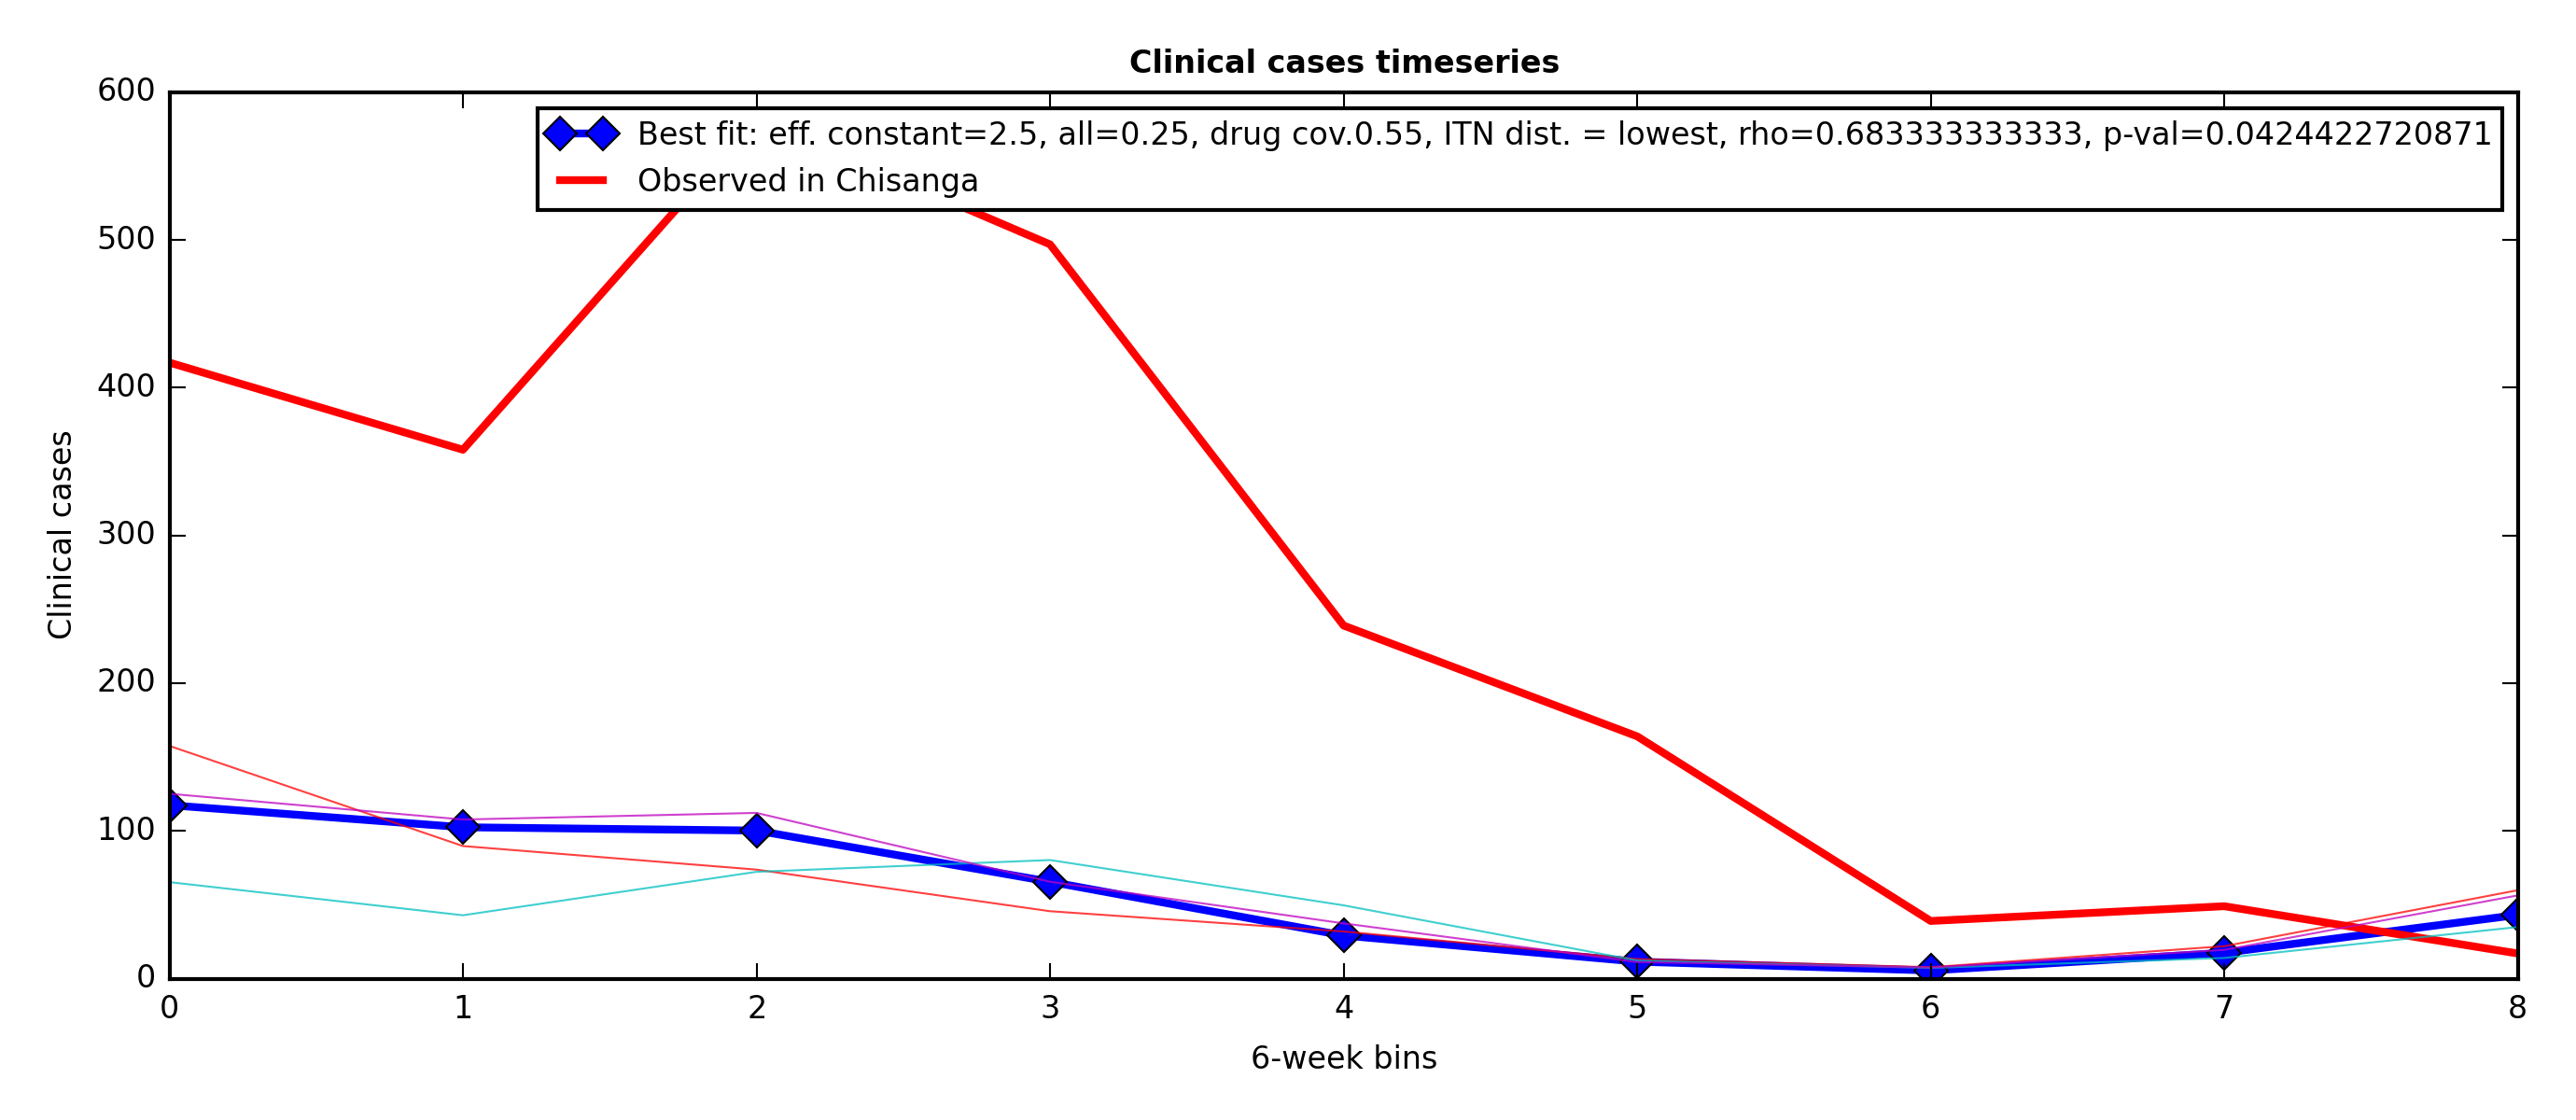 Clinical cases timeseries
600
500
400
300
200
100
0
Clinical cases
Best fit: eff. constant=2.5, all=0.25, drug cov.0.55, ITN dist. = lowest, rho=0.683333333333, p-val=0.0424422720871
Observed in Chisanga
0 1 2 3 4 5 6 7 8
6-week bins